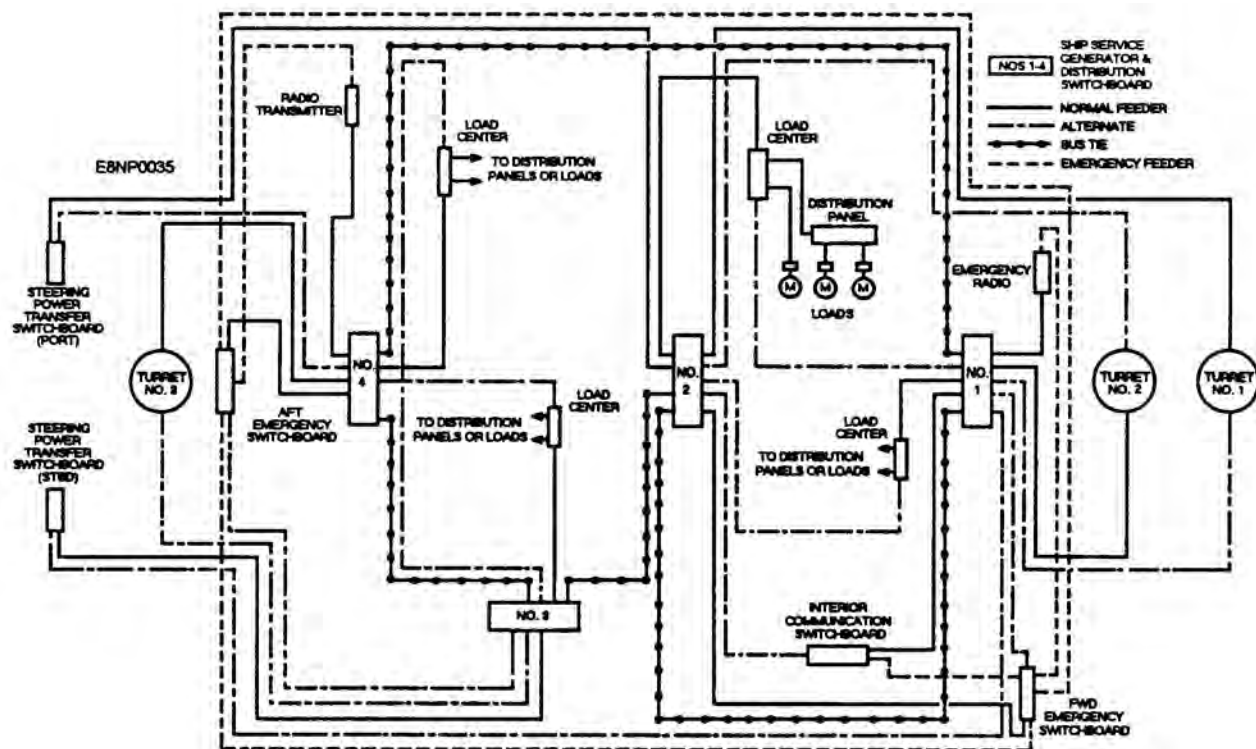 NOS 1-4
SHIP SERVICE
GENERATOR &
DISTRIBUTION
SWITCHBOARD
NORMAL FEEDER
ALTERNATE
BUS TIE
EMERGENCY FEEDER
RADIO
TRANSMITTER
LOAD
CENTER
TO DISTRIBUTION
PANELS OR LOADS
LOAD
CENTER
DISTRIBUTION
PANEL
M
M
M
LOADS
E6NP0035
EMERGENCY
RADIO
STEERING
POWER
TRANSFER
SWITCHBOARD
(PORT)
TURRET
NO. 3
AFT
EMERGENCY
SWITCHBOARD
NO.
4
NO.
2
NO.
1
TURRET
NO. 2
TURRET
NO. 1
STEERING
POWER
TRANSFER
SWITCHBOARD
(STBD)
LOAD
CENTER
TO DISTRIBUTION
PANELS OR LOADS
LOAD
CENTER
TO DISTRIBUTION
PANELS OR LOADS
NO. 3
INTERIOR
COMMUNICATION
SWITCHBOARD
FWD
EMERGENCY
SWITCHBOARD